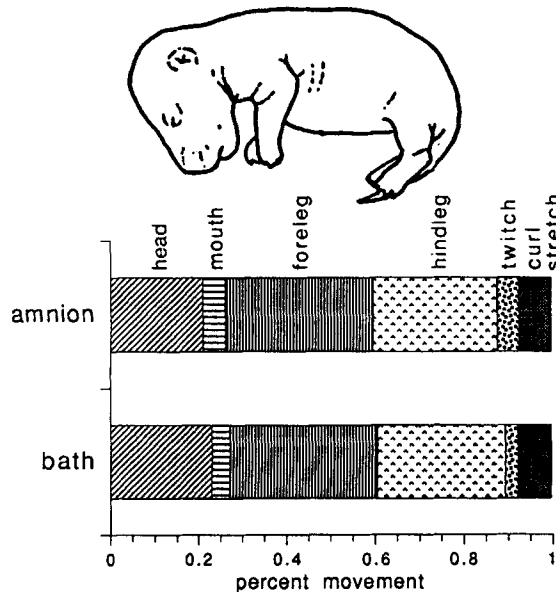 head
mouth
foreleg
hindleg
twitch
curl
stretch
amnion
bath
0 0.2 0.4 0.6 0.8 1
percent movement